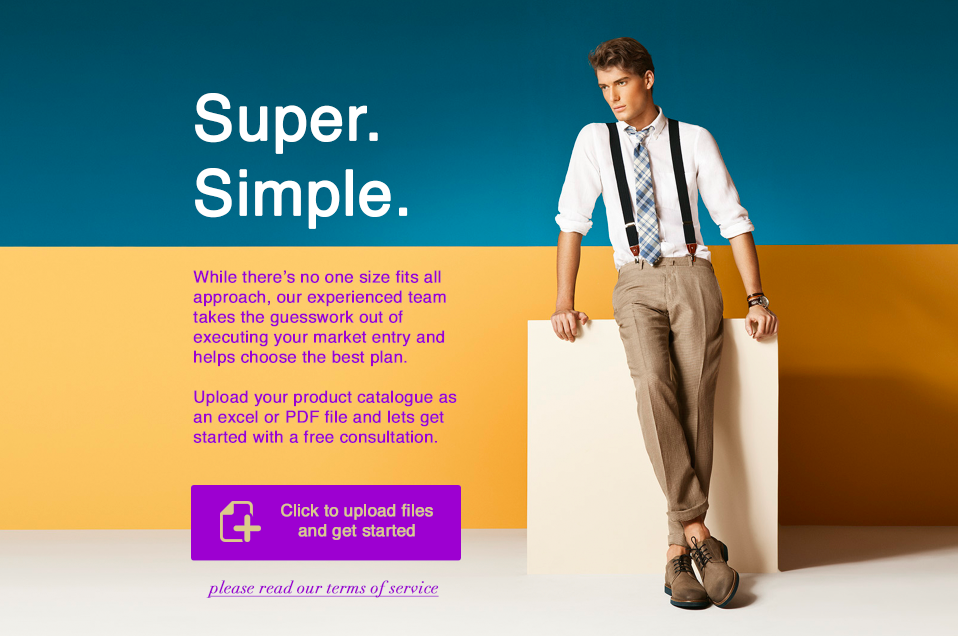 Super.
Simple.
While there's no one size fits all
approach, our experienced team
takes the guesswork out of
executing your market entry and
helps choose the best plan.
Upload your product catalogue as
an excel or PDF file and lets get
started with a free consultation.
Click to upload files
and get started
please read our terms of service